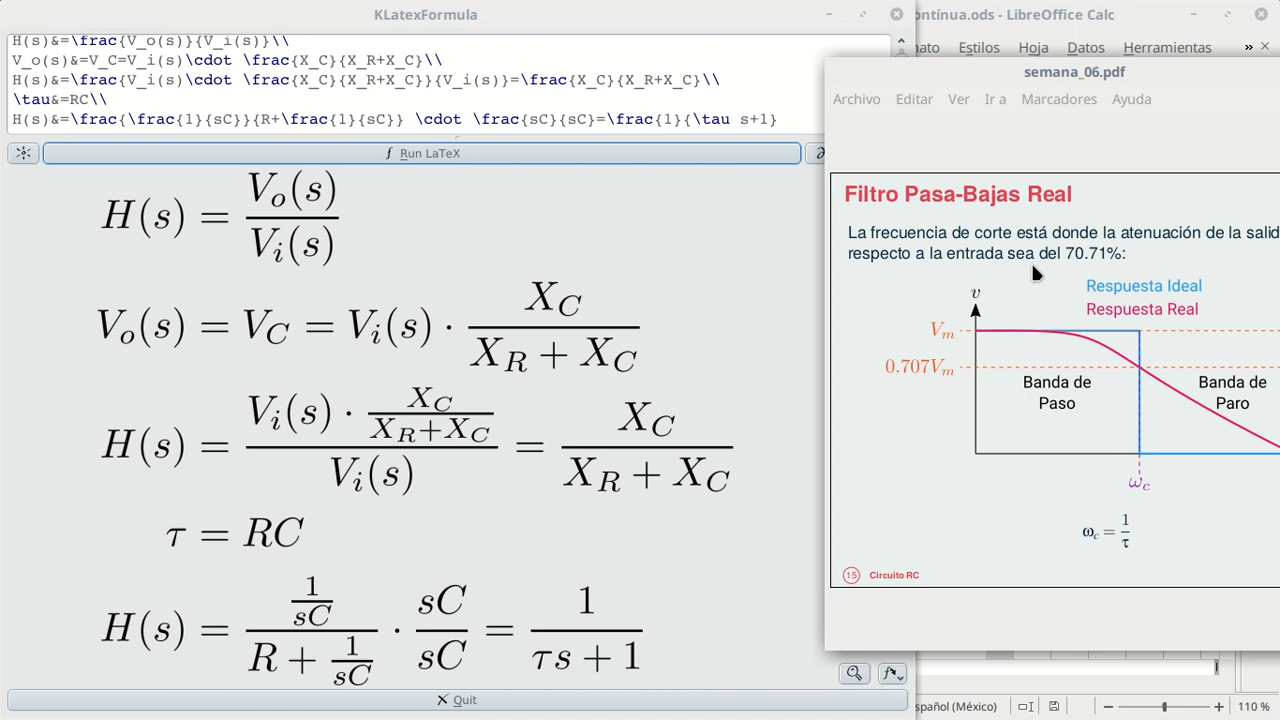 KLatexFormula
H(s)&=\frac{V_o(s)}{V_i(s)}\\
V_o(s)&=V_C=V_i(s)\cdot \frac{X_C}{X_R+X_C}\\
H(s)&=\frac{V_i(s)\cdot \frac{X_C}{X_R+X_C}}{V_i(s)}=\frac{X_C}{X_R+X_C}\\
\tau&=RC\\
H(s)&=\frac{\frac{1}{sC}}{R+\frac{1}{sC}} \cdot \frac{sC}{sC}=\frac{1}{\tau s+1}
Run LaTeX
H(s) = V_o(s) / V_i(s)
V_o(s) = V_C = V_i(s) · X_C / (X_R + X_C)
H(s) = (V_i(s) · X_C / (X_R+X_C)) / V_i(s) = X_C / (X_R + X_C)
τ = RC
H(s) = (1/sC) / (R + 1/sC) · sC/sC = 1 / (τs + 1)
Quit
ontínua.ods - LibreOffice Calc
mato Estilos Hoja Datos Herramientas »
semana_06.pdf
Archivo Editar Ver Ir a Marcadores Ayuda
Filtro Pasa-Bajas Real
La frecuencia de corte está donde la atenuación de la salid
respecto a la entrada sea del 70.71%:
Respuesta Ideal
Respuesta Real
v
V_m
0.707V_m
Banda de
Paso
Banda de
Paro
ω_c
ω_c = 1/τ
15 Circuito RC
spañol (México)
110 %